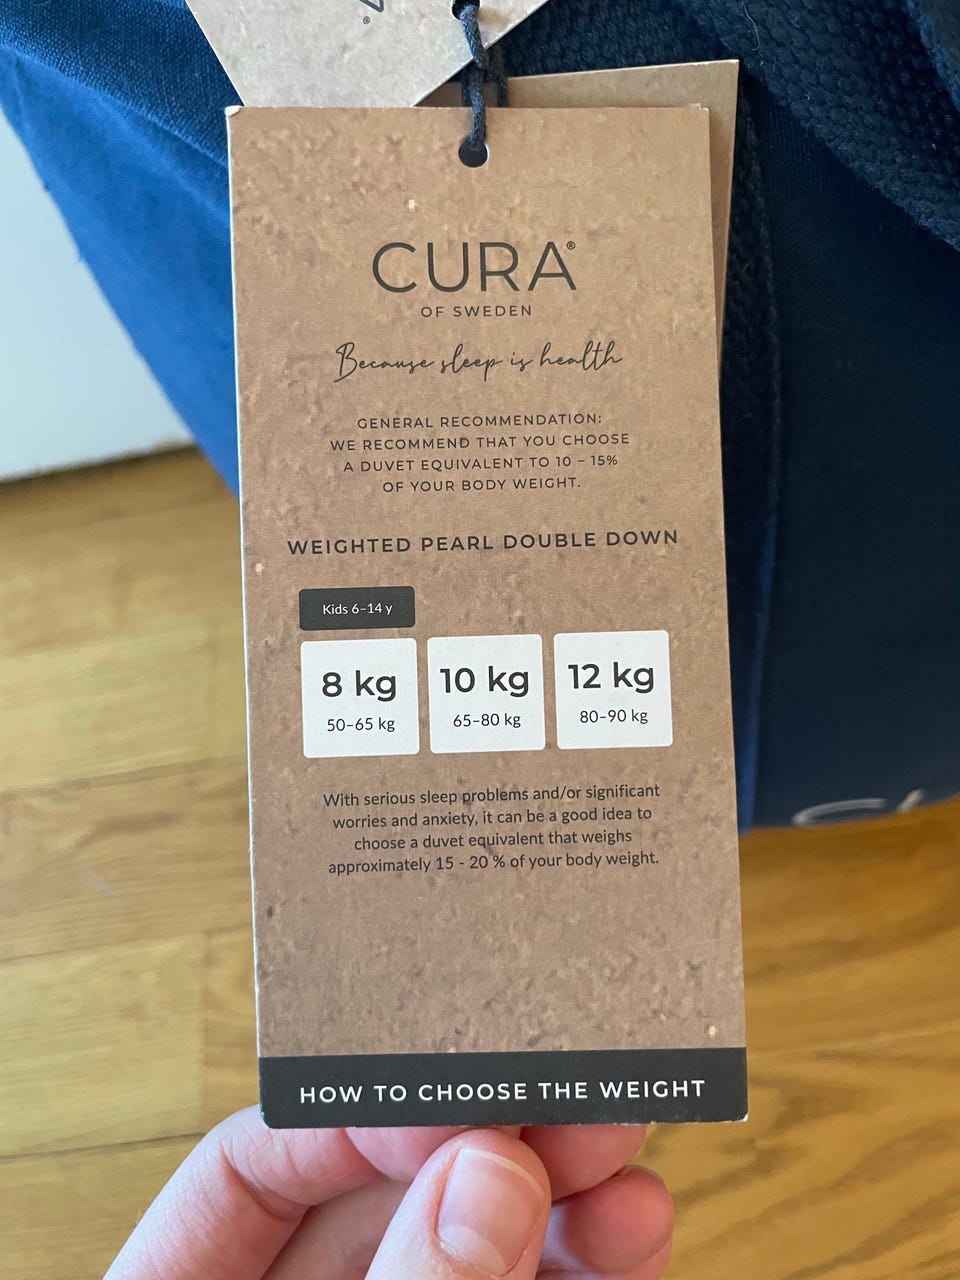 CURA®
OF SWEDEN
Because sleep is health
GENERAL RECOMMENDATION:
WE RECOMMEND THAT YOU CHOOSE
A DUVET EQUIVALENT TO 10 – 15%
OF YOUR BODY WEIGHT.
WEIGHTED PEARL DOUBLE DOWN
Kids 6–14 y
8 kg
50–65 kg
10 kg
65–80 kg
12 kg
80–90 kg
With serious sleep problems and/or significant
worries and anxiety, it can be a good idea to
choose a duvet equivalent that weighs
approximately 15 - 20 % of your body weight.
HOW TO CHOOSE THE WEIGHT